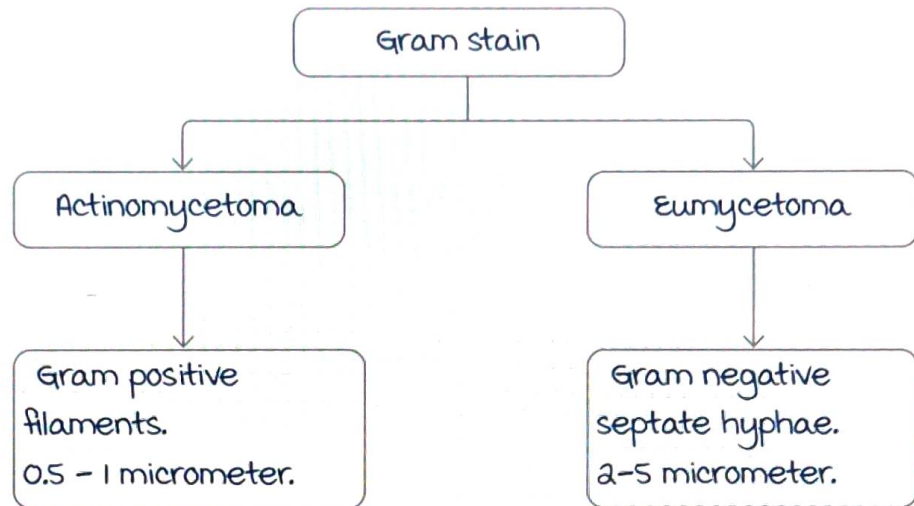 Gram stain
Actinomycetoma
Eumycetoma
Gram positive
filaments.
0.5 - 1 micrometer.
Gram negative
septate hyphae.
2-5 micrometer.